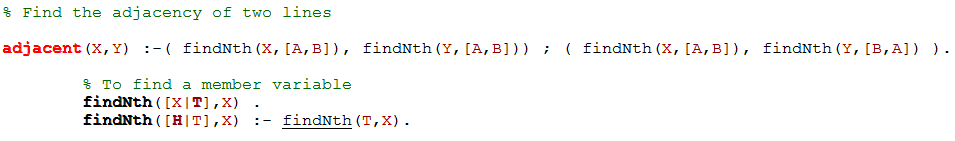 % Find the adjacency of two lines
adjacent(X,Y) :-( findNth(X,[A,B]), findNth(Y,[A,B])) ; ( findNth(X,[A,B]), findNth(Y,[B,A]) ).
% To find a member variable
findNth([X|T],X) .
findNth([H|T],X) :- findNth(T,X).